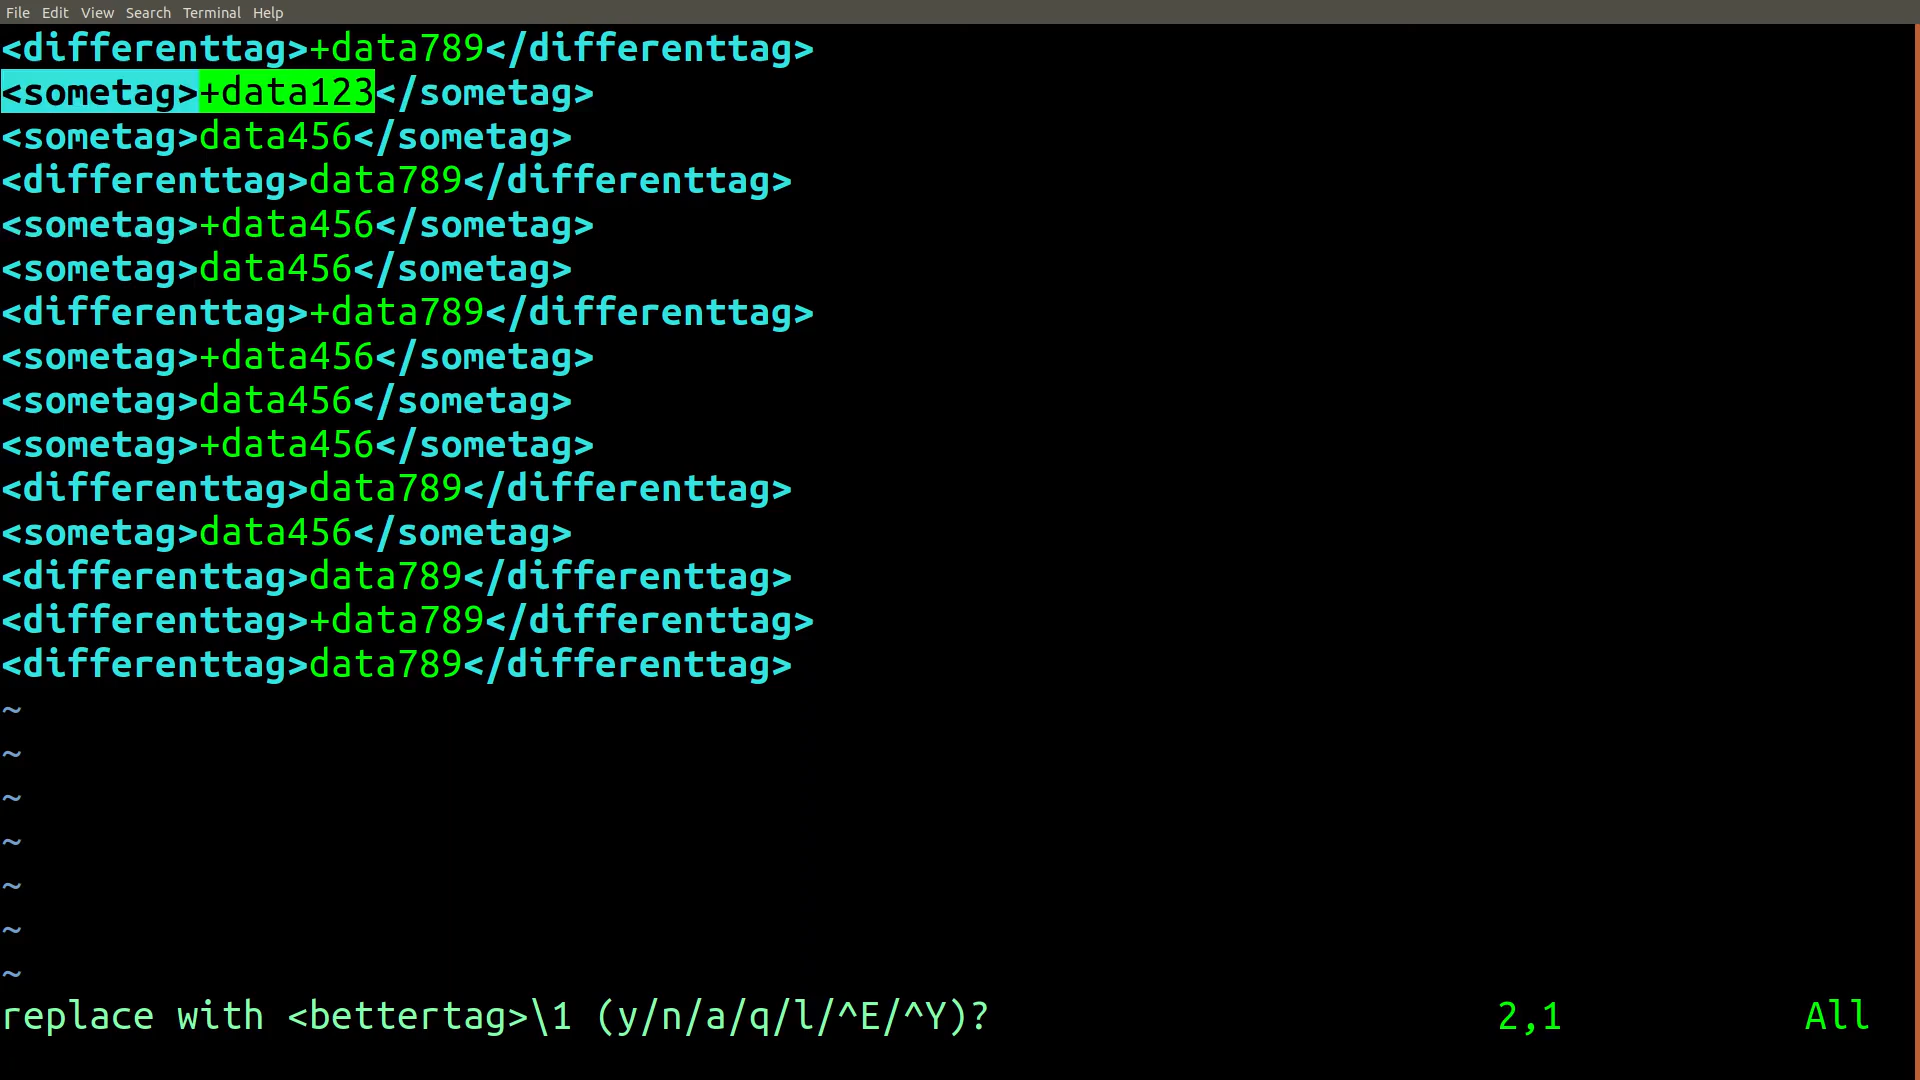 File Edit View Search Terminal Help
<differenttag>+data789</differenttag>
<sometag>+data123</sometag>
<sometag>data456</sometag>
<differenttag>data789</differenttag>
<sometag>+data456</sometag>
<sometag>data456</sometag>
<differenttag>+data789</differenttag>
<sometag>+data456</sometag>
<sometag>data456</sometag>
<sometag>+data456</sometag>
<differenttag>data789</differenttag>
<sometag>data456</sometag>
<differenttag>data789</differenttag>
<differenttag>+data789</differenttag>
<differenttag>data789</differenttag>
~
~
~
~
~
~
~
replace with <bettertag>\1 (y/n/a/q/l/^E/^Y)? 2,1 All